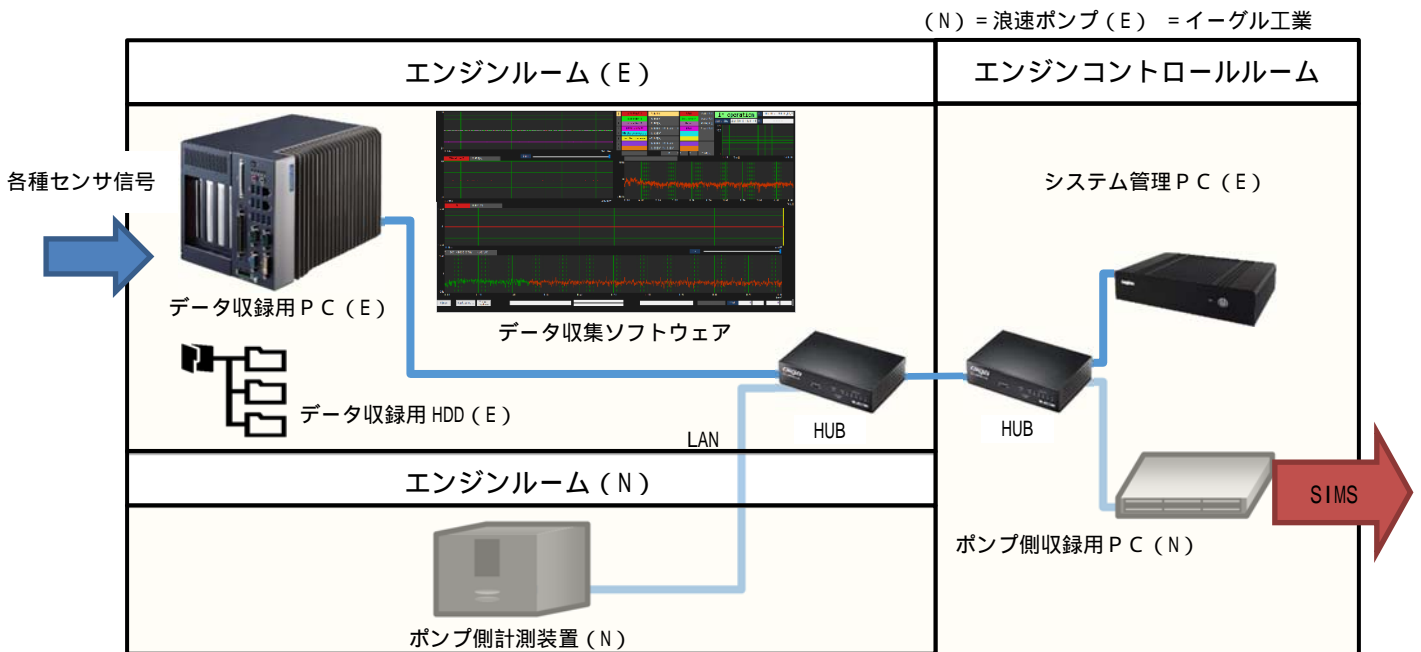 (N) =浪速ポンプ(E) =イーグル工業
エンジンルーム(E)
エンジンコントロールルーム
各種センサ信号
In operation
システム管理PC(E)
データ収録用PC(E)
データ収集ソフトウェア
データ収録用HDD(E)
HUB
HUB
LAN
エンジンルーム(N)
SIMS
ポンプ側収録用PC(N)
ポンプ側計測装置(N)